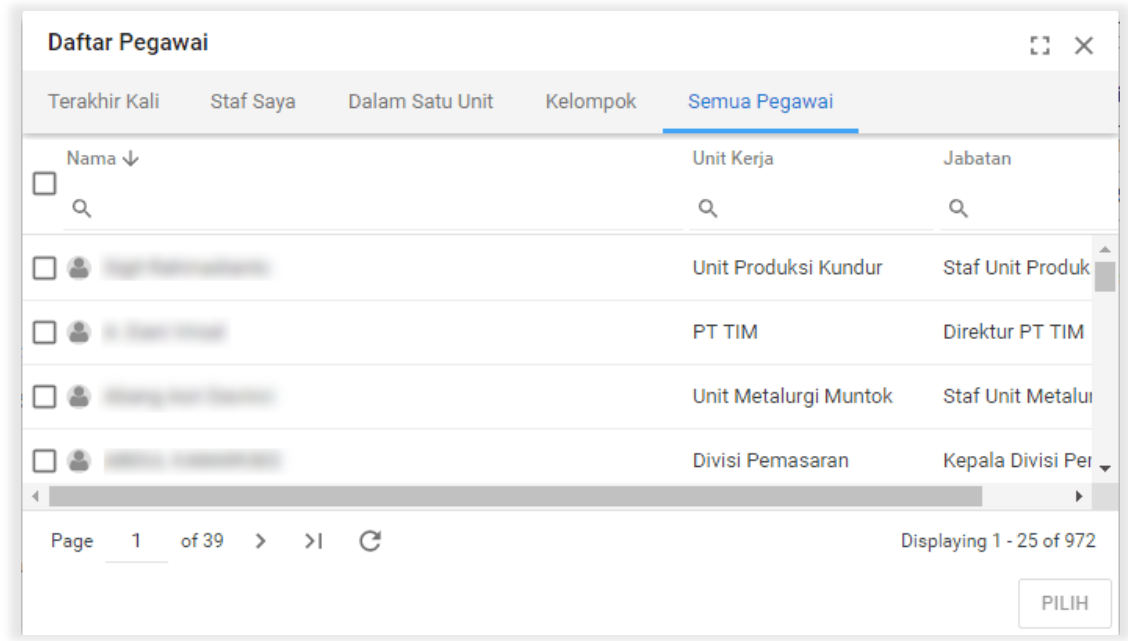 Daftar Pegawai
Terakhir Kali Staf Saya Dalam Satu Unit Kelompok Semua Pegawai
Nama Unit Kerja Jabatan
Unit Produksi Kundur Staf Unit Produk
PT TIM Direktur PT TIM
Unit Metalurgi Muntok Staf Unit Metalur
Divisi Pemasaran Kepala Divisi Pe
Page 1 of 39 Displaying 1 - 25 of 972
PILIH